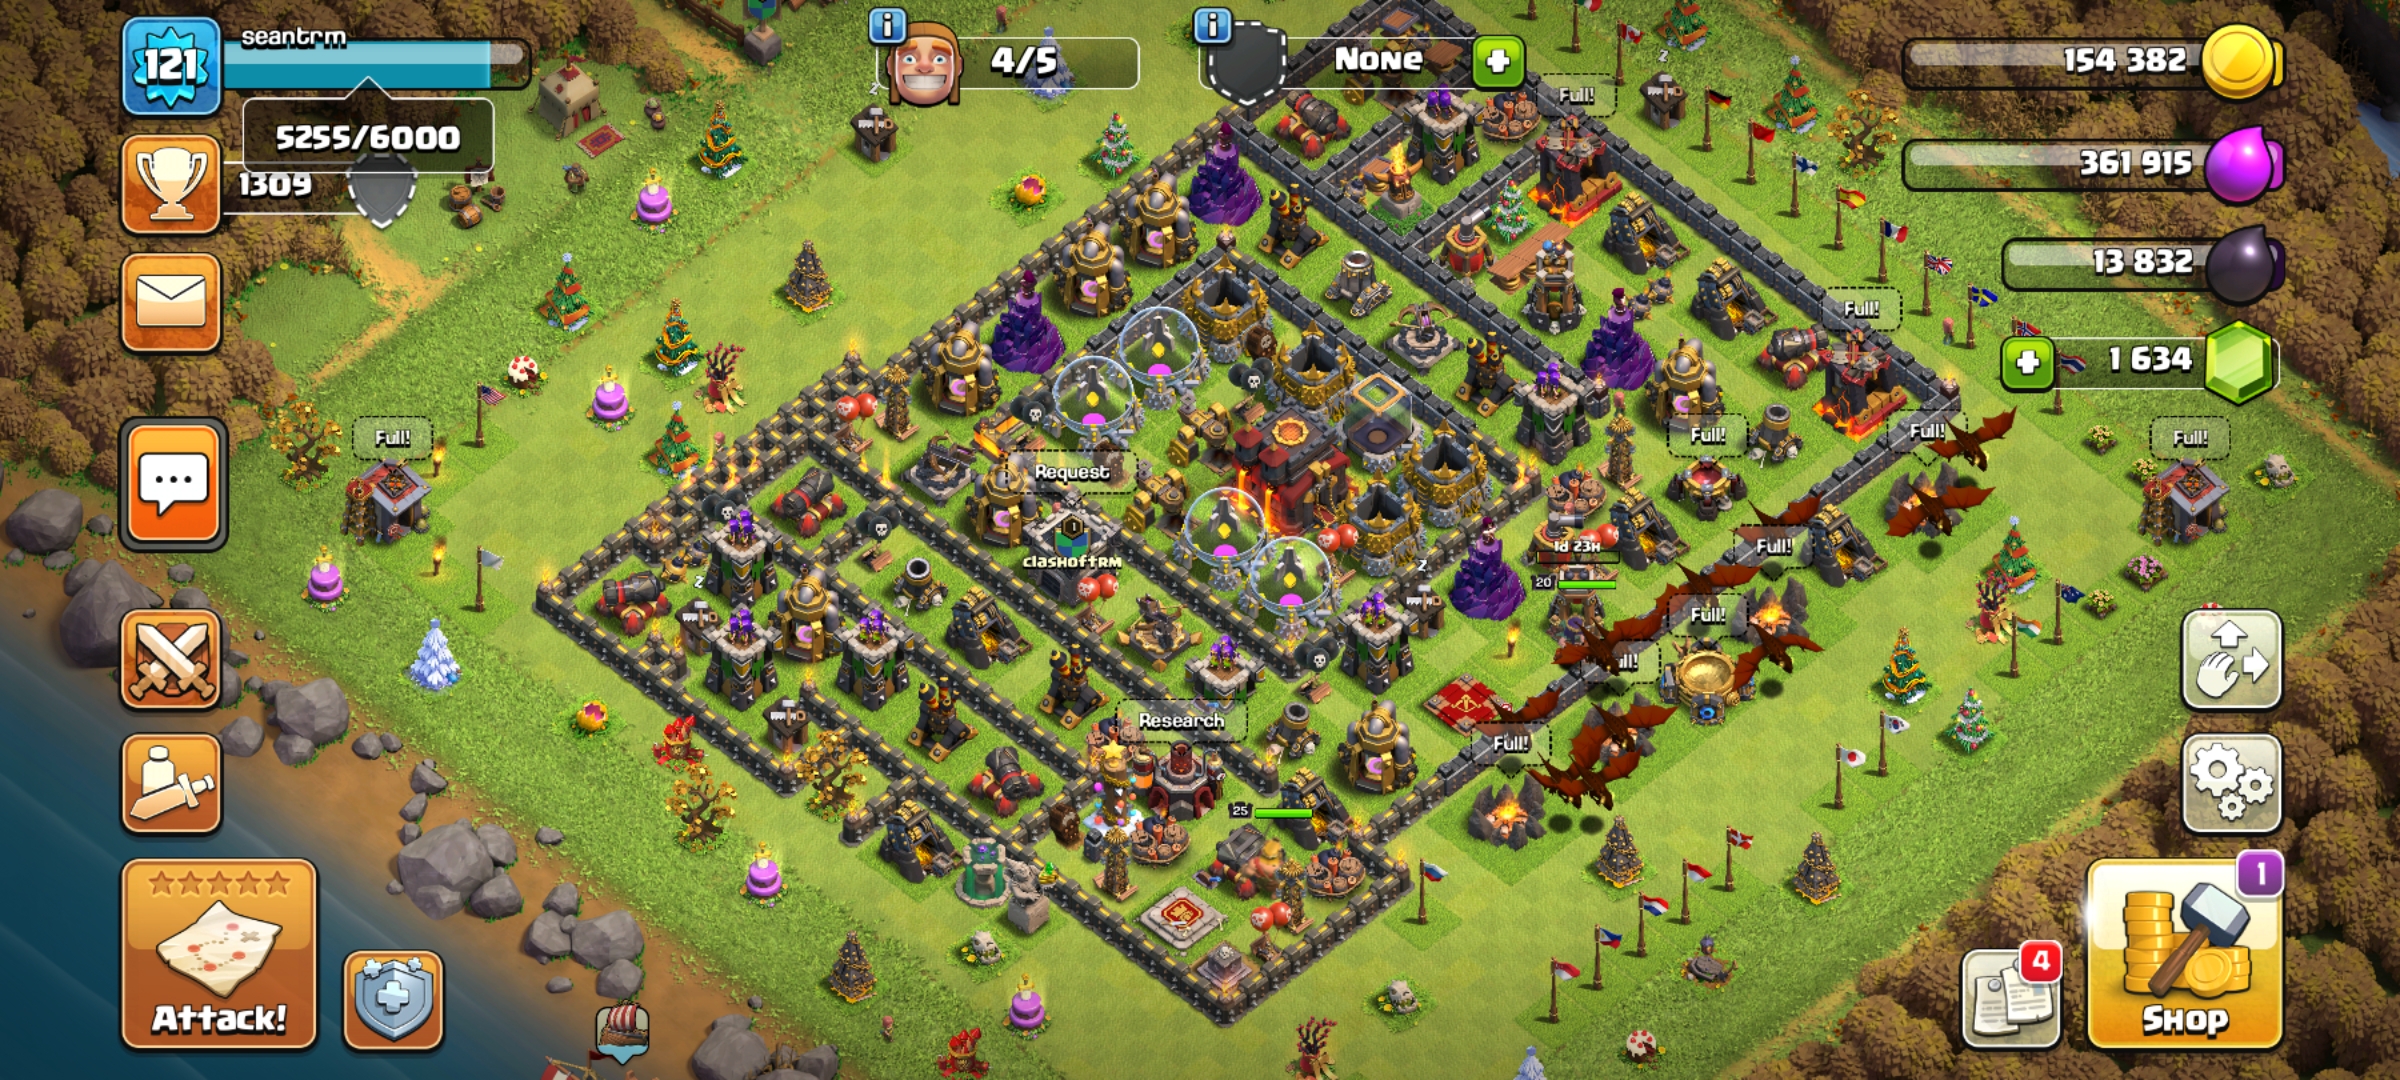 121
seantrm
5255/6000
1309
4/5
None
154 382
361 915
13 832
1 634
Full!
Full!
Full!
Full!
Full!
Full!
Request
clashoftrm
1d 23H
20
Full!
Full!
Full!
Research
25
Attack!
4
1
Shop